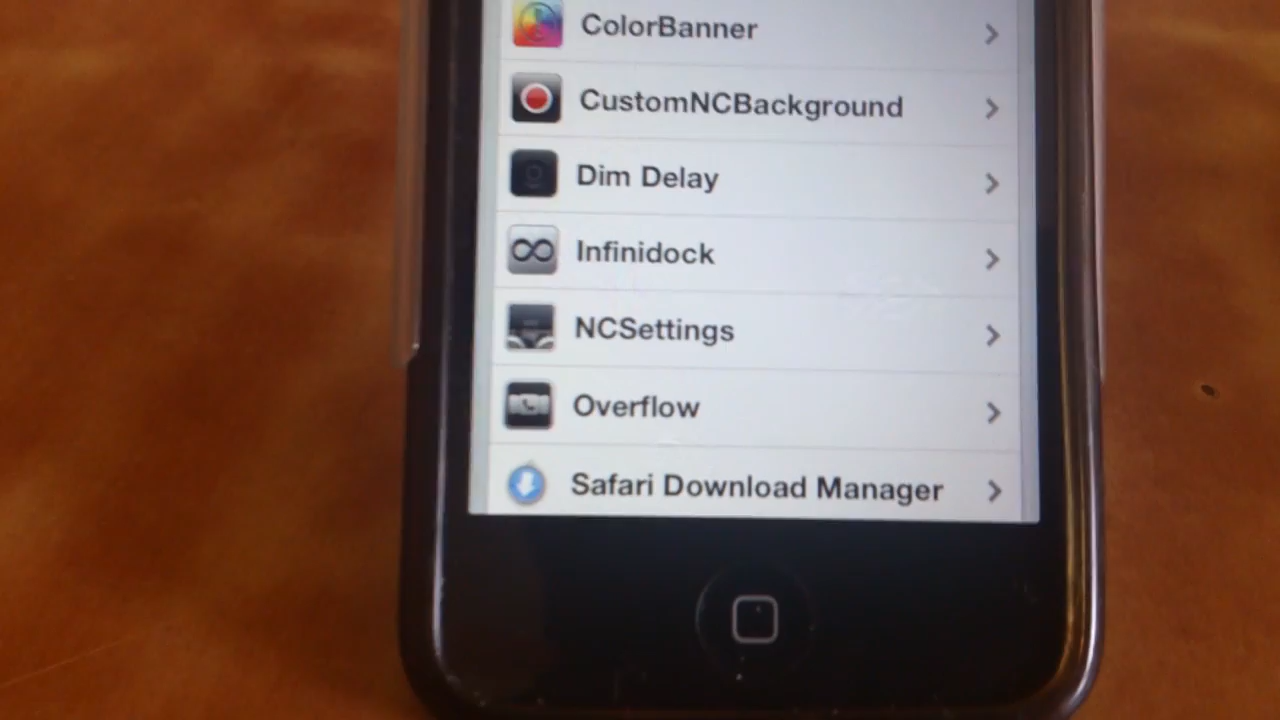 ColorBanner
CustomNCBackground
Dim Delay
Infinidock
NCSettings
Overflow
Safari Download Manager